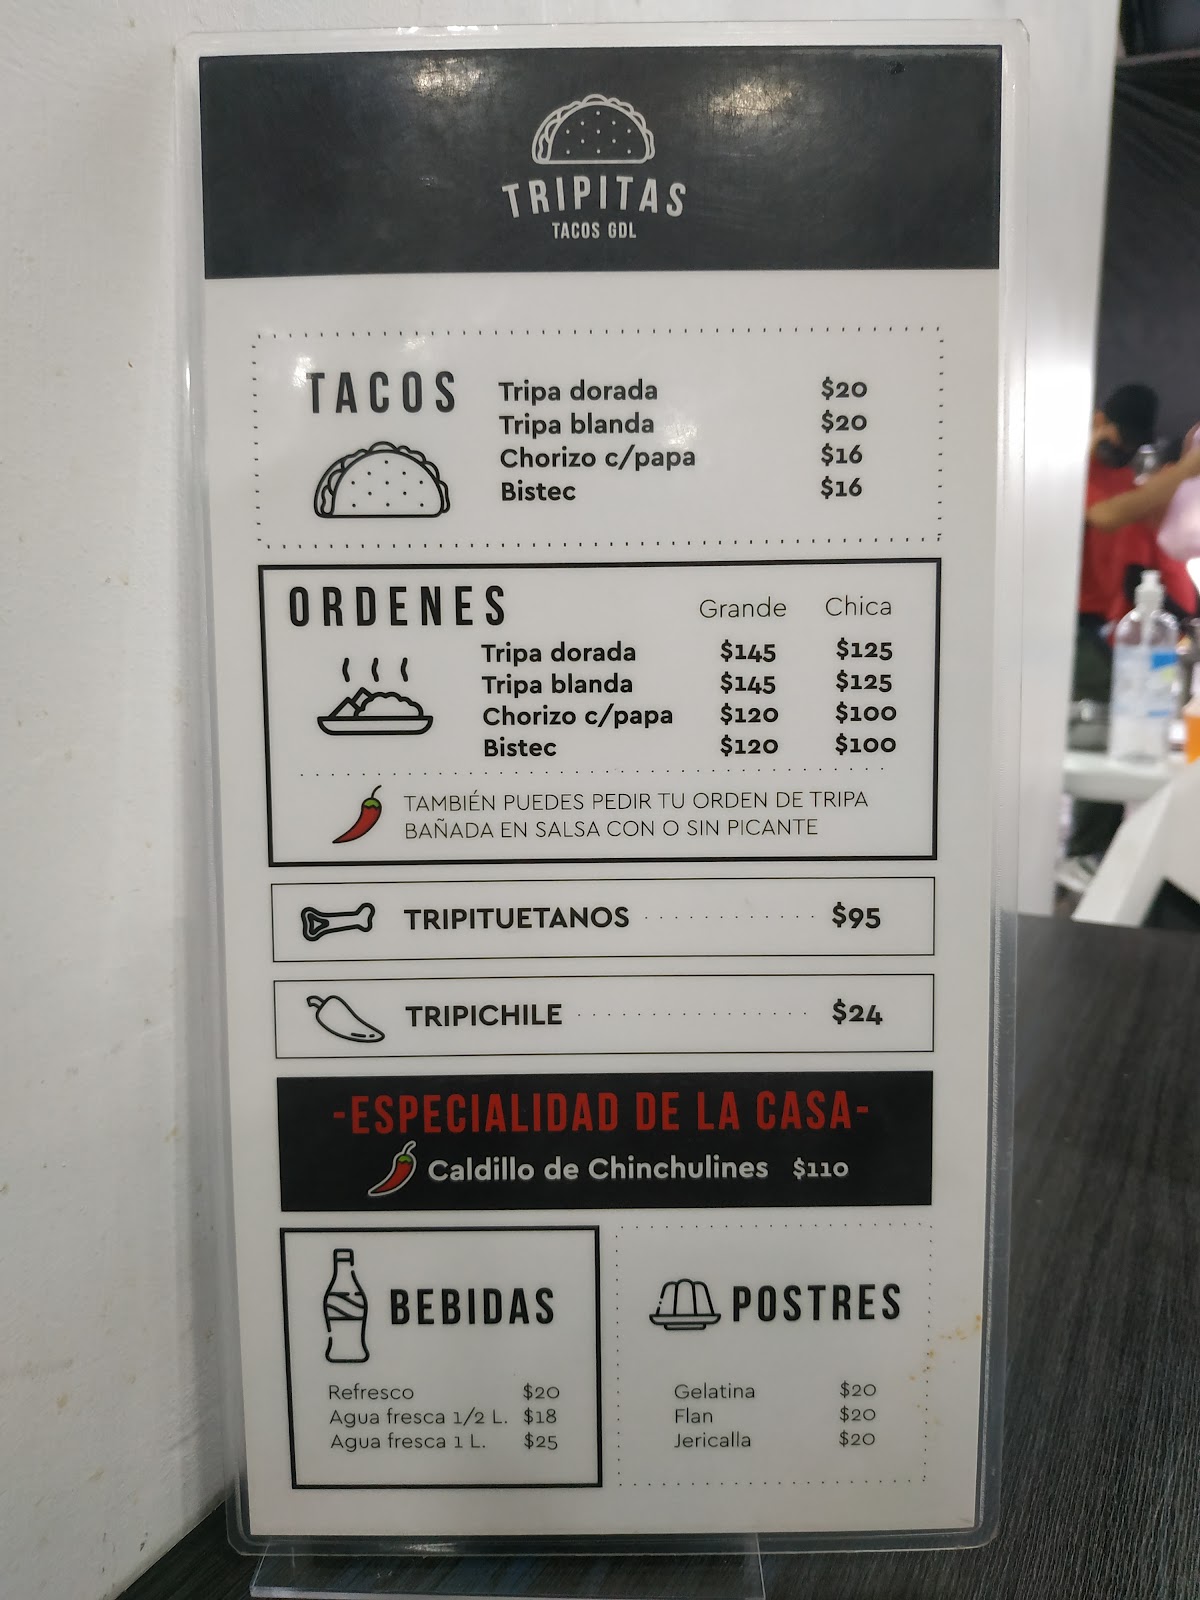 TRIPITAS
TACOS GDL
TACOS
Tripa dorada $20
Tripa blanda $20
Chorizo c/papa $16
Bistec $16
ORDENES Grande Chica
Tripa dorada $145 $125
Tripa blanda $145 $125
Chorizo c/papa $120 $100
Bistec $120 $100
TAMBIÉN PUEDES PEDIR TU ORDEN DE TRIPA
BAÑADA EN SALSA CON O SIN PICANTE
TRIPITUETANOS $95
TRIPICHILE $24
-ESPECIALIDAD DE LA CASA-
Caldillo de Chinchulines $110
BEBIDAS
Refresco $20
Agua fresca 1/2 L. $18
Agua fresca 1 L. $25
POSTRES
Gelatina $20
Flan $20
Jericalla $20